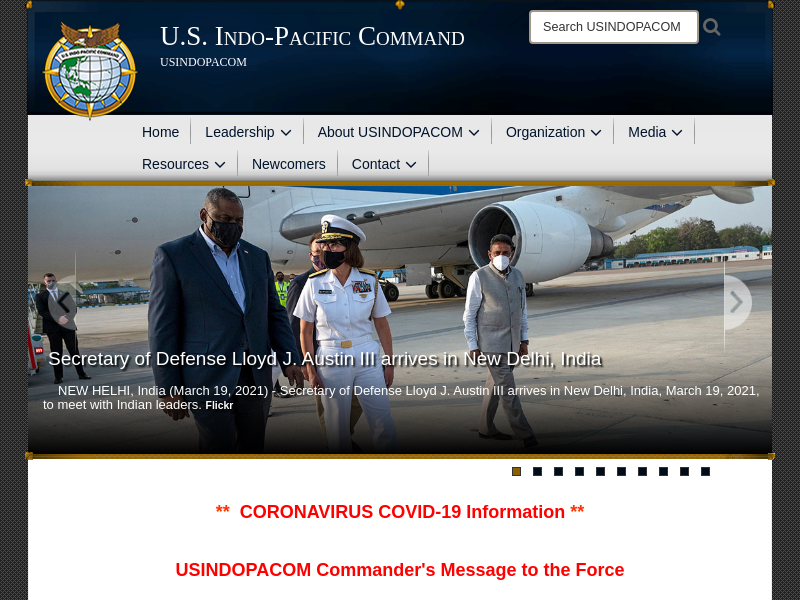 U.S. INDO-PACIFIC COMMAND
Search USINDOPACOM
U.S. Indo-Pacific Command
USINDOPACOM
Home Leadership About USINDOPACOM Organization Media
Resources Newcomers Contact
Secretary of Defense Lloyd J. Austin III arrives in New Delhi, India
NEW HELHI, India (March 19, 2021) - Secretary of Defense Lloyd J. Austin III arrives in New Delhi, India, March 19, 2021,
to meet with Indian leaders. Flickr
** CORONAVIRUS COVID-19 Information **
USINDOPACOM Commander's Message to the Force